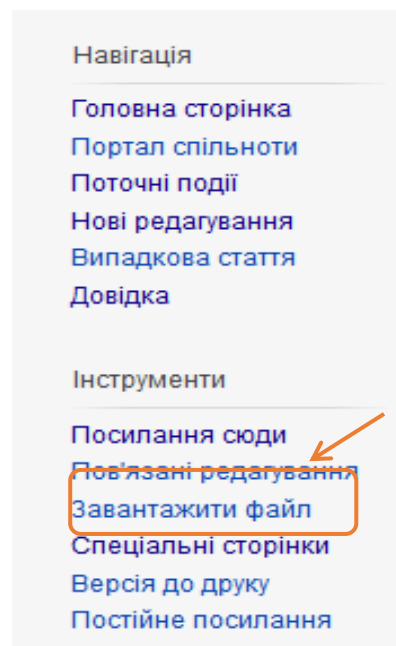 Навігація
Головна сторінка
Портал спільноти
Поточні події
Нові редагування
Випадкова стаття
Довідка
Інструменти
Посилання сюди
Пов'язані редагування
Завантажити файл
Спеціальні сторінки
Версія до друку
Постійне посилання